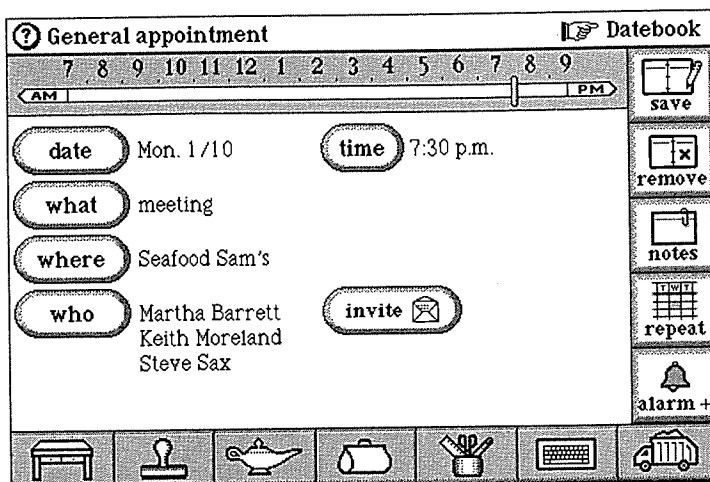 ? General appointment
Datebook
7 8 9 10 11 12 1 2 3 4 5 6 7 8 9
AM PM
date Mon. 1/10 time 7:30 p.m.
what meeting
where Seafood Sam's
who Martha Barrett invite
Keith Moreland
Steve Sax
save
remove
notes
T W T
repeat
alarm +